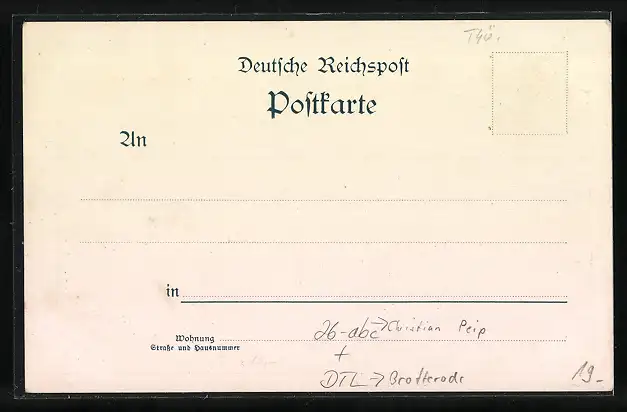 Thü.
Deutsche Reichspost
Postkarte
An
in
Wohnung
Straße und Hausnummer
26-abc → Christian Peip
+
DTL → Brotterode
19.-